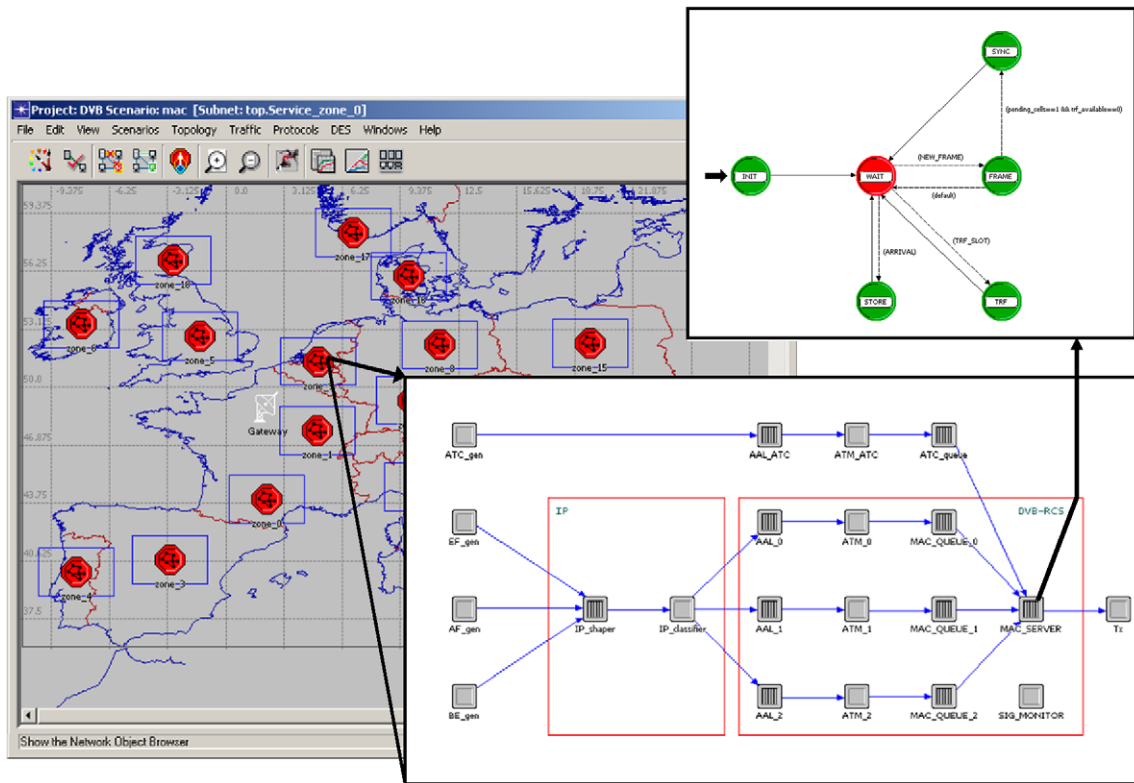 Project: DVB Scenario: mac [Subnet: top.Service_zone_0]
File Edit View Scenarios Topology Traffic Protocols DES Windows Help
-9.375 -6.25 -3.125 0.0 3.125 6.25 9.375 12.5 15.625 18.75 21.875
59.375
56.25
53.125
50.0
46.875
43.75
40.625
37.5
zone_17
zone_18
zone_16
zone_6
zone_5
zone_8
zone_15
Gateway
zone_1
zone_0
zone_3
zone_4
Show the Network Object Browser
SYNC
(pending_cells==1 && trf_available==0)
(NEW_FRAME)
INIT
WAIT
FRAME
(default)
(TRF_SLOT)
(ARRIVAL)
STORE
TRF
ATC_gen
AAL_ATC
ATM_ATC
ATC_queue
IP
DVB-RCS
EF_gen
AAL_0
ATM_0
MAC_QUEUE_0
AF_gen
IP_shaper
IP_classifier
AAL_1
ATM_1
MAC_QUEUE_1
MAC_SERVER
Tx
BE_gen
AAL_2
ATM_2
MAC_QUEUE_2
SIG_MONITOR